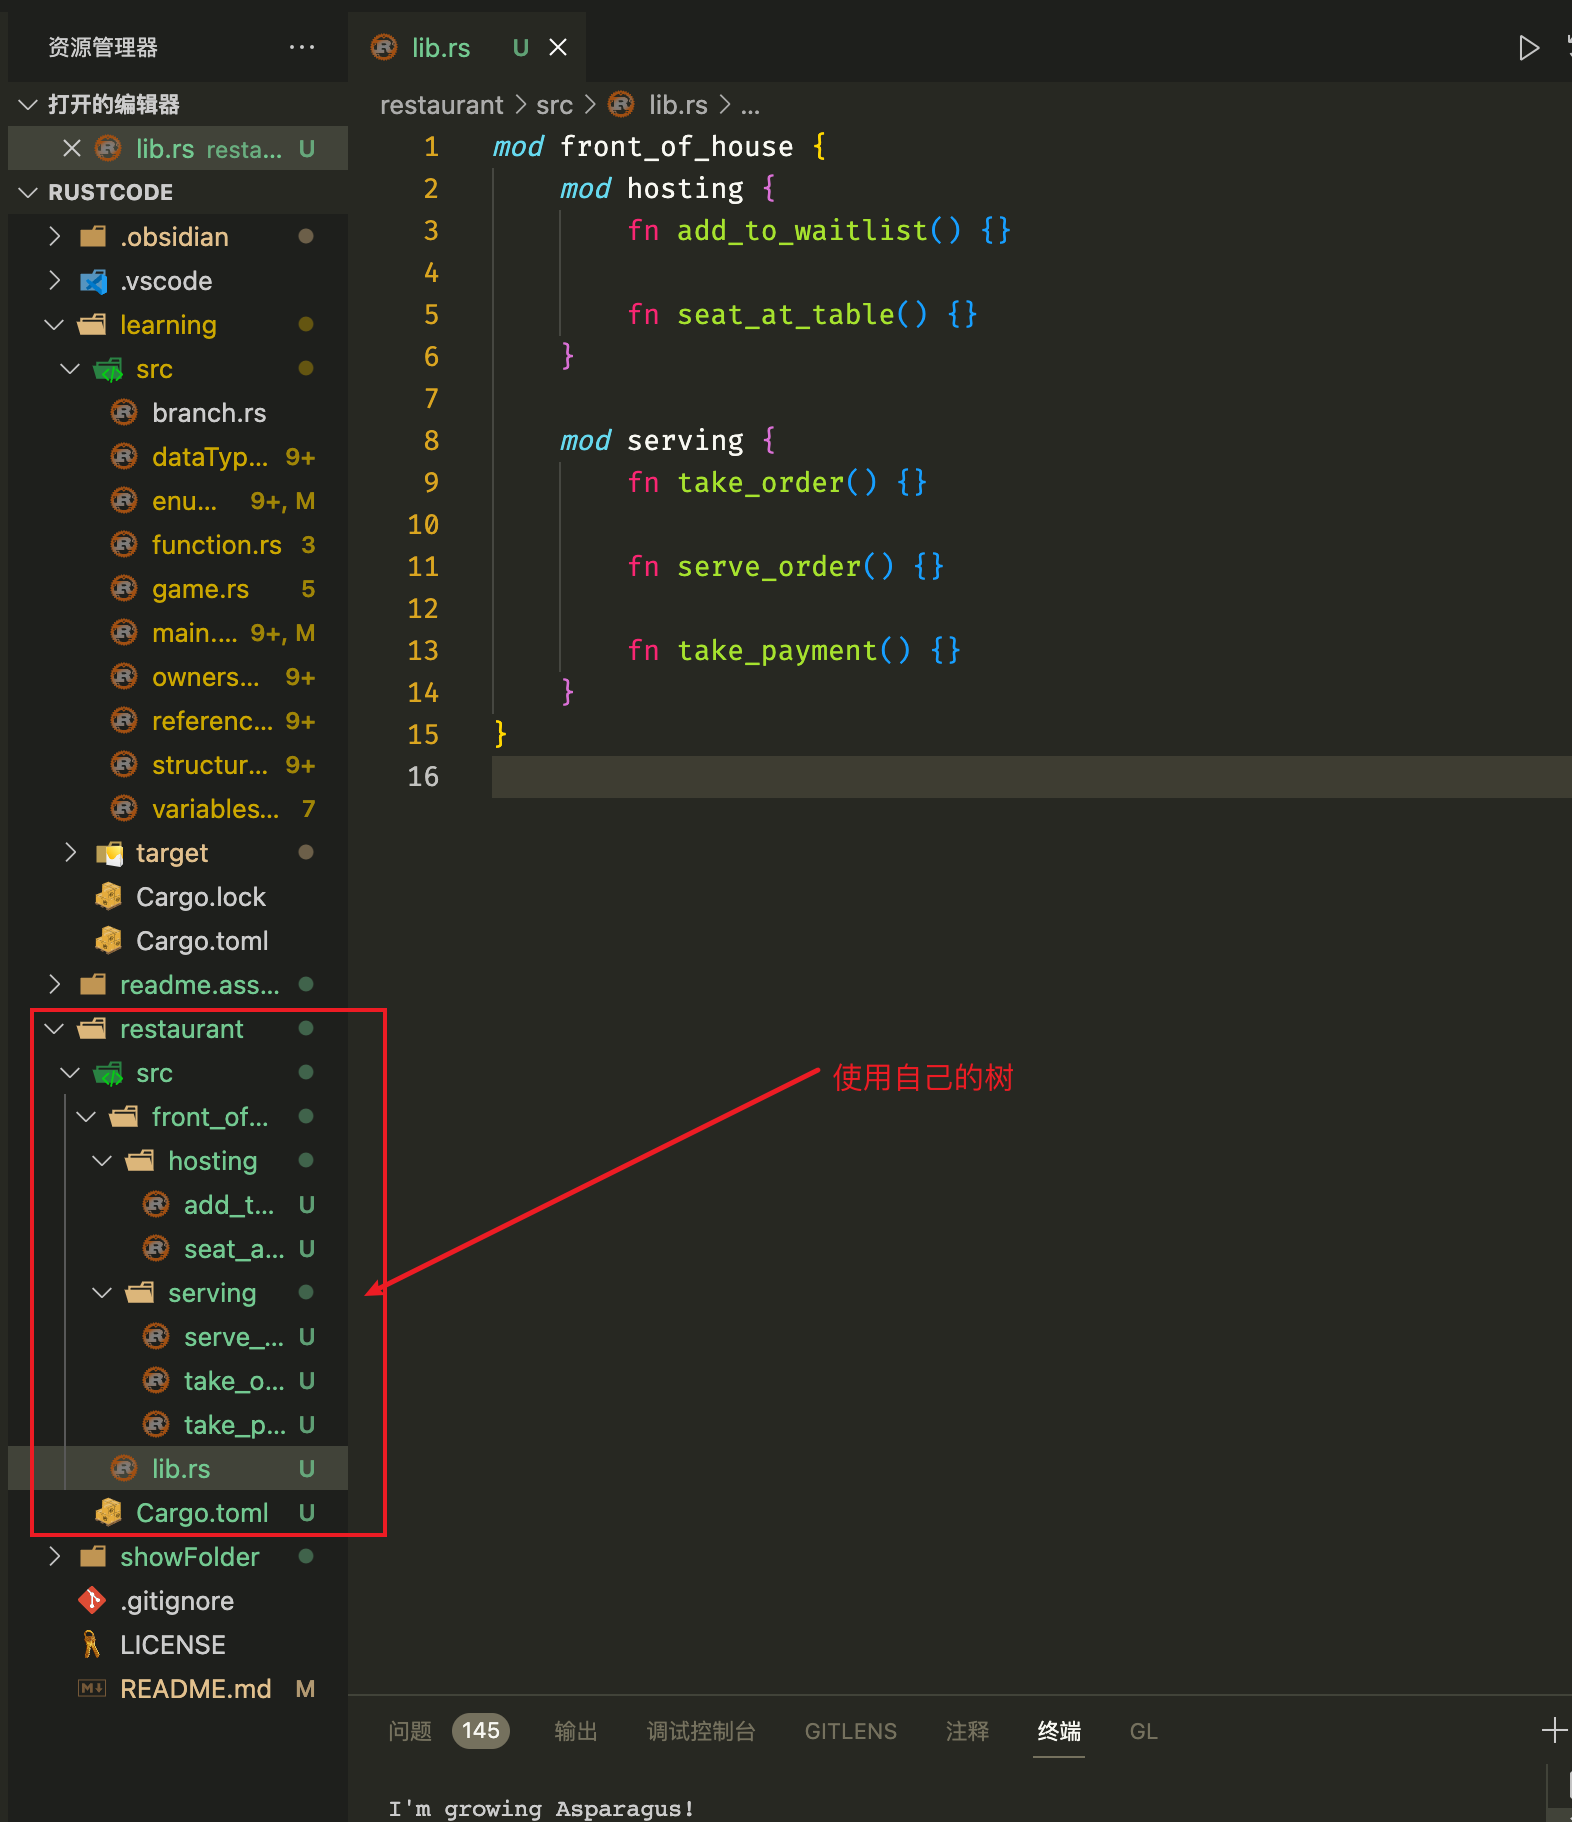 资源管理器 ...
打开的编辑器
lib.rs resta... U
RUSTCODE
.obsidian
.vscode
learning
src
branch.rs
dataTyp... 9+
enu... 9+, M
function.rs 3
game.rs 5
main.... 9+, M
owners... 9+
referenc... 9+
structur... 9+
variables... 7
target
Cargo.lock
Cargo.toml
readme.ass...
restaurant
src
front_of...
hosting
add_t... U
seat_a... U
serving
serve_... U
take_o... U
take_p... U
lib.rs U
Cargo.toml U
showFolder
.gitignore
LICENSE
README.md M
lib.rs U
restaurant > src > lib.rs > ...
1 mod front_of_house {
2 mod hosting {
3 fn add_to_waitlist() {}
4
5 fn seat_at_table() {}
6 }
7
8 mod serving {
9 fn take_order() {}
10
11 fn serve_order() {}
12
13 fn take_payment() {}
14 }
15 }
16
使用自己的树
问题 145 输出 调试控制台 GITLENS 注释 终端 GL
I'm growing Asparagus!